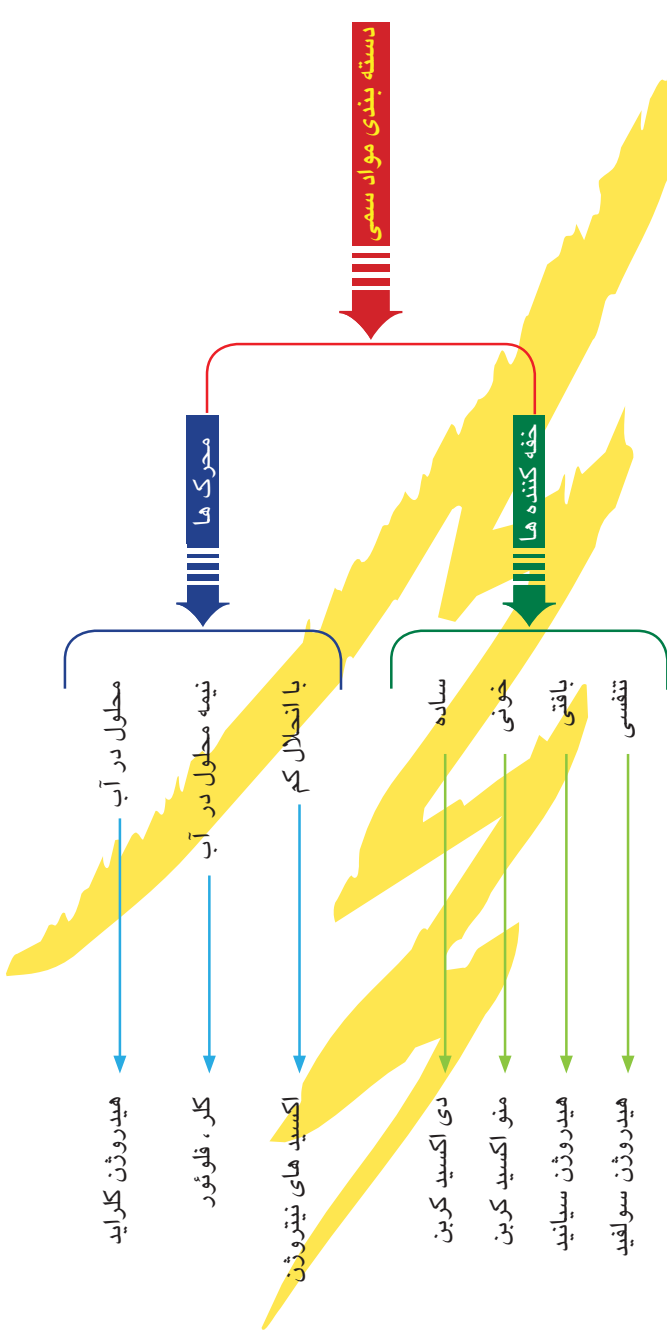 دسته بندی مواد سمی
خفه کننده ها
محرک ها
تنفسی
بافتی
خونی
ساده
با انحلال کم
نیمه محلول در آب
محلول در آب
هیدروژن سولفید
هیدروژن سیانید
منو اکسید کربن
دی اکسید کربن
اکسید های نیتروژن
کلر ، فلوئور
هیدروژن کلراید